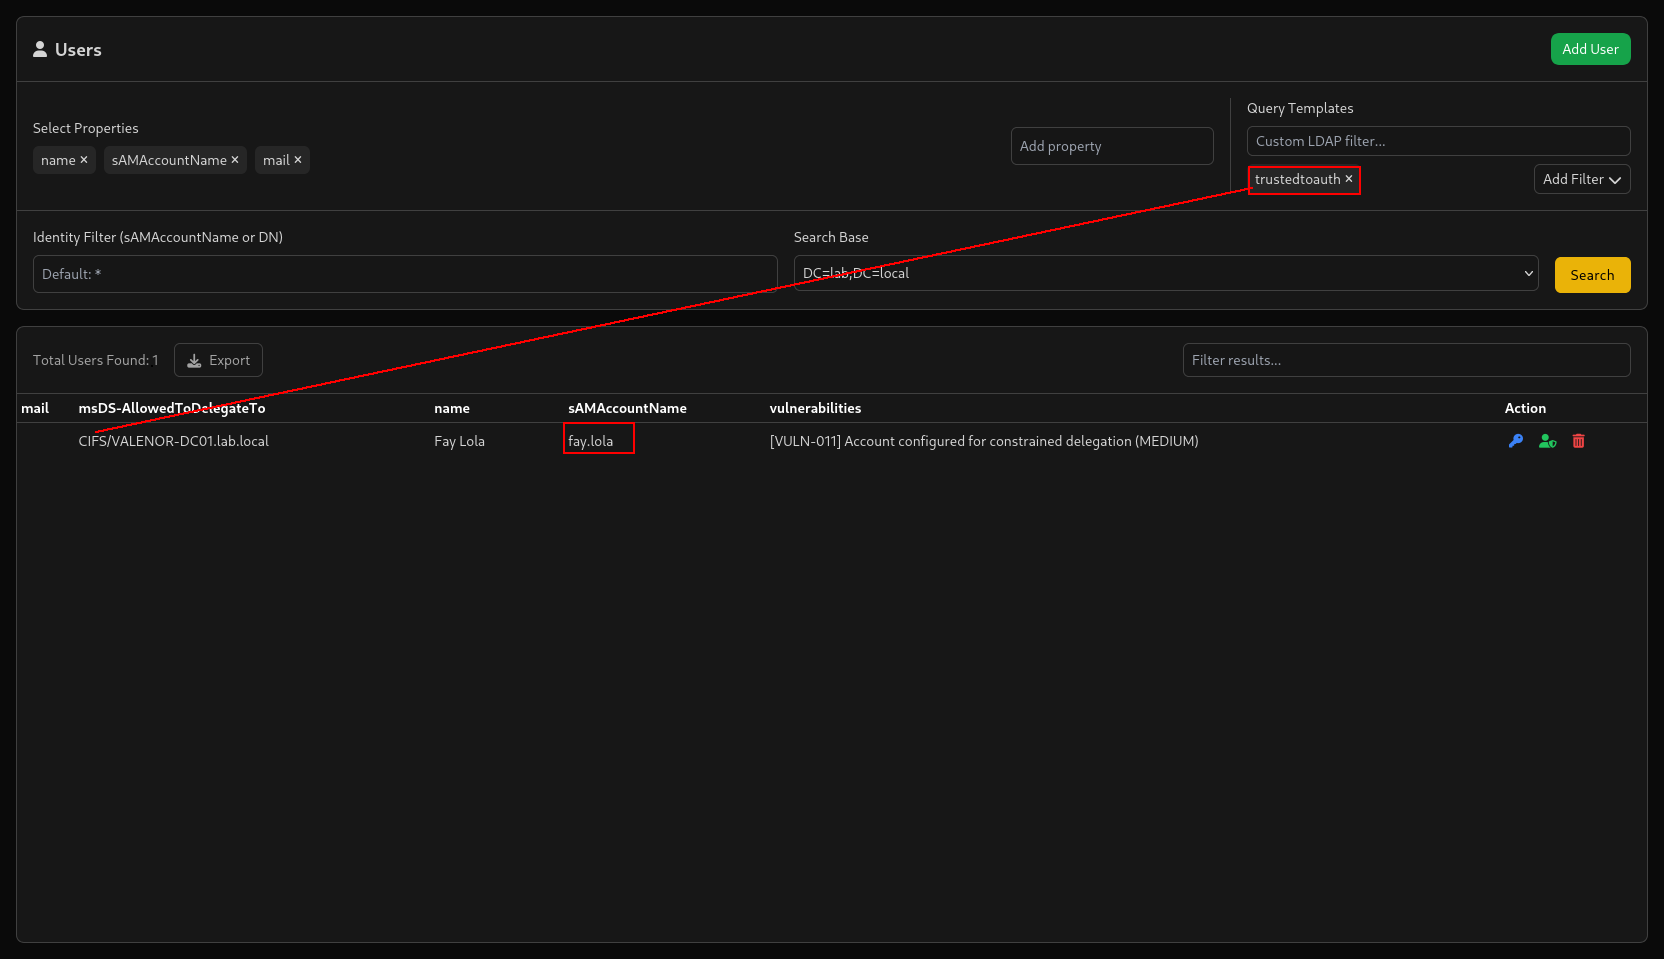 Users
Add User
Select Properties
name × sAMAccountName × mail ×
Add property
Query Templates
Custom LDAP filter...
trustedtoauth ×
Add Filter
Identity Filter (sAMAccountName or DN)
Default: *
Search Base
DC=lab,DC=local
Search
Total Users Found: 1
Export
Filter results...
mail msDS-AllowedToDelegateTo name sAMAccountName vulnerabilities Action
CIFS/VALENOR-DC01.lab.local Fay Lola fay.lola [VULN-011] Account configured for constrained delegation (MEDIUM)